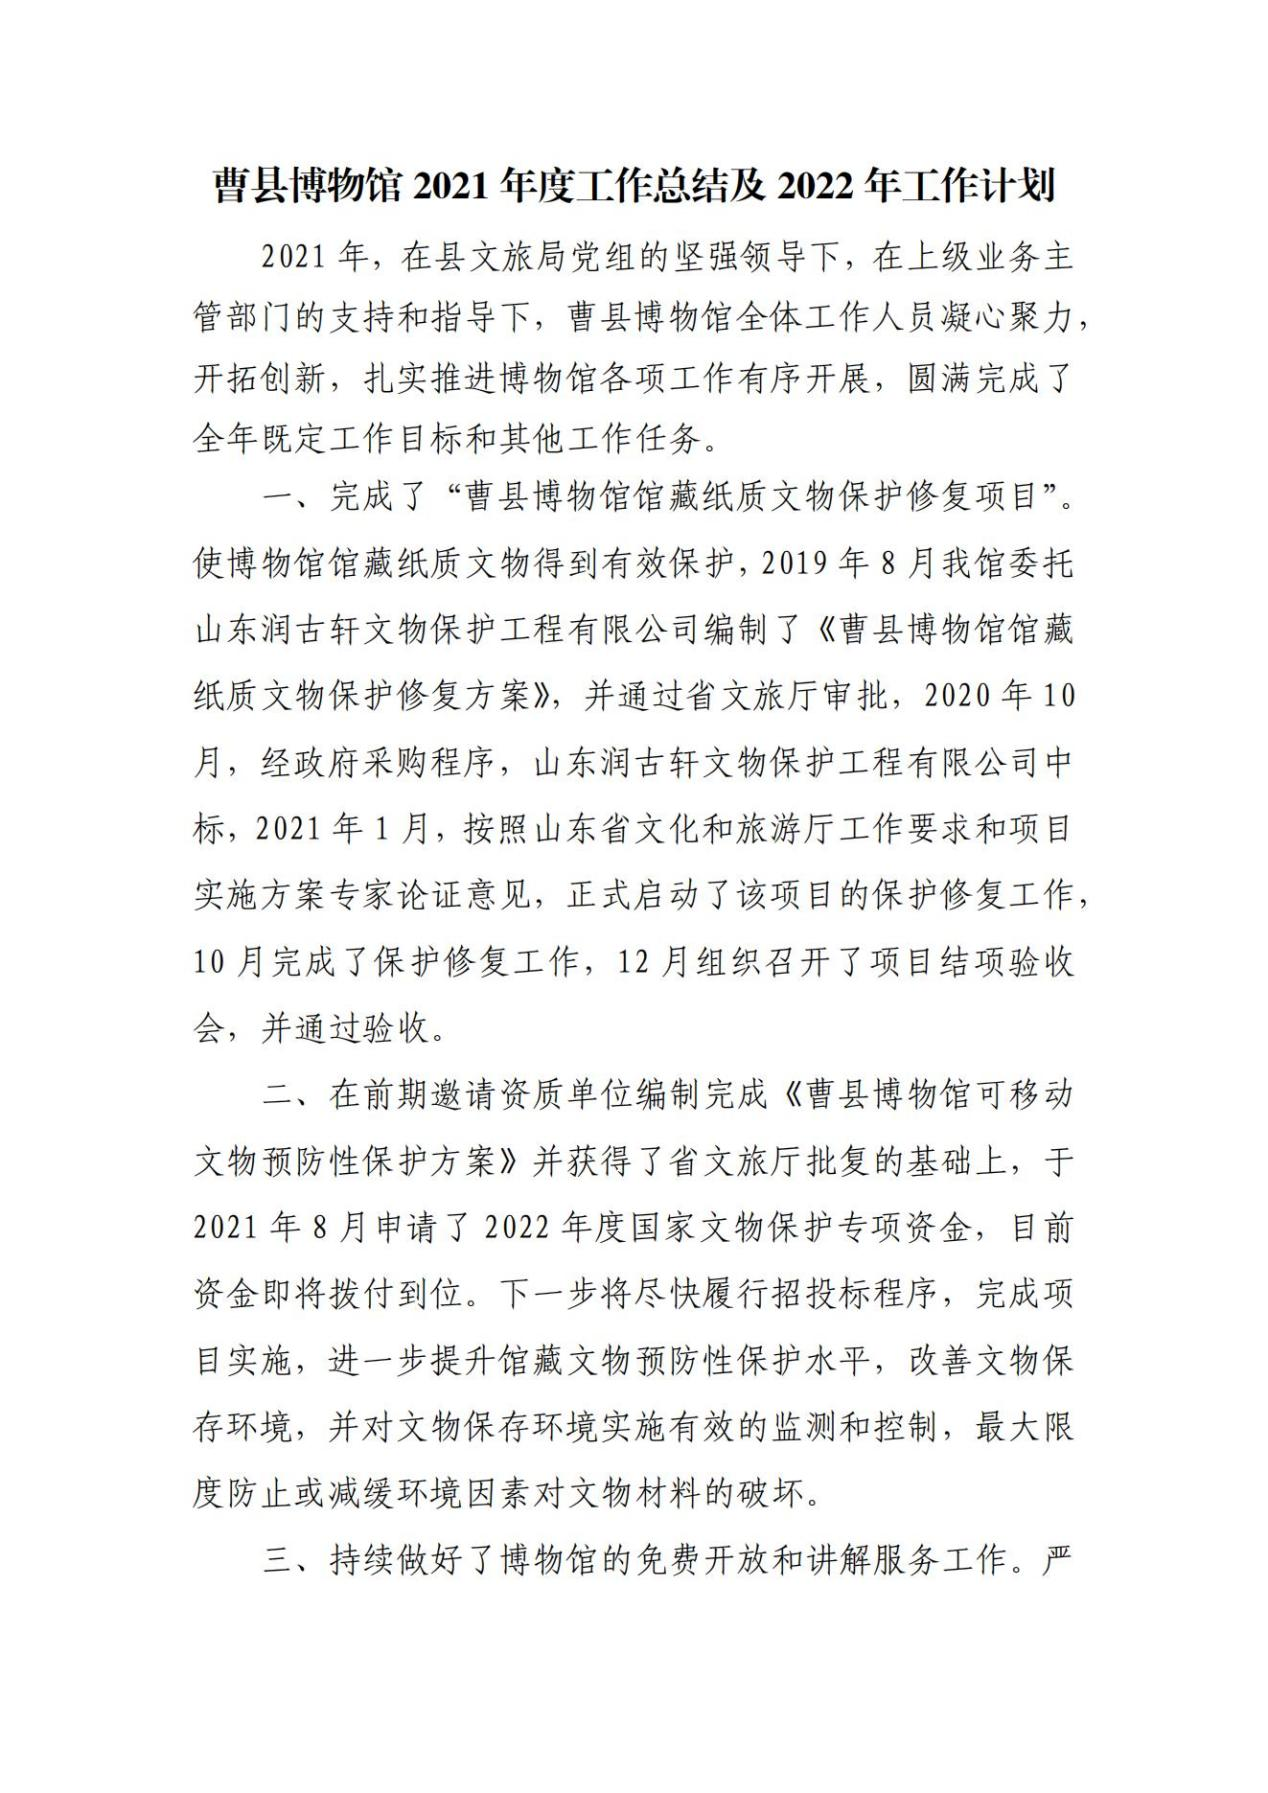 曹县博物馆 2021 年度工作总结及 2022 年工作计划
2021 年，在县文旅局党组的坚强领导下，在上级业务主
管部门的支持和指导下，曹县博物馆全体工作人员凝心聚力，
开拓创新，扎实推进博物馆各项工作有序开展，圆满完成了
全年既定工作目标和其他工作任务。
一、完成了“曹县博物馆馆藏纸质文物保护修复项目”。
使博物馆馆藏纸质文物得到有效保护，2019 年 8 月我馆委托
山东润古轩文物保护工程有限公司编制了《曹县博物馆馆藏
纸质文物保护修复方案》，并通过省文旅厅审批，2020 年 10
月，经政府采购程序，山东润古轩文物保护工程有限公司中
标，2021 年 1 月，按照山东省文化和旅游厅工作要求和项目
实施方案专家论证意见，正式启动了该项目的保护修复工作，
10 月完成了保护修复工作，12 月组织召开了项目结项验收
会，并通过验收。
二、在前期邀请资质单位编制完成《曹县博物馆可移动
文物预防性保护方案》并获得了省文旅厅批复的基础上，于
2021 年 8 月申请了 2022 年度国家文物保护专项资金，目前
资金即将拨付到位。下一步将尽快履行招投标程序，完成项
目实施，进一步提升馆藏文物预防性保护水平，改善文物保
存环境，并对文物保存环境实施有效的监测和控制，最大限
度防止或减缓环境因素对文物材料的破坏。
三、持续做好了博物馆的免费开放和讲解服务工作。严